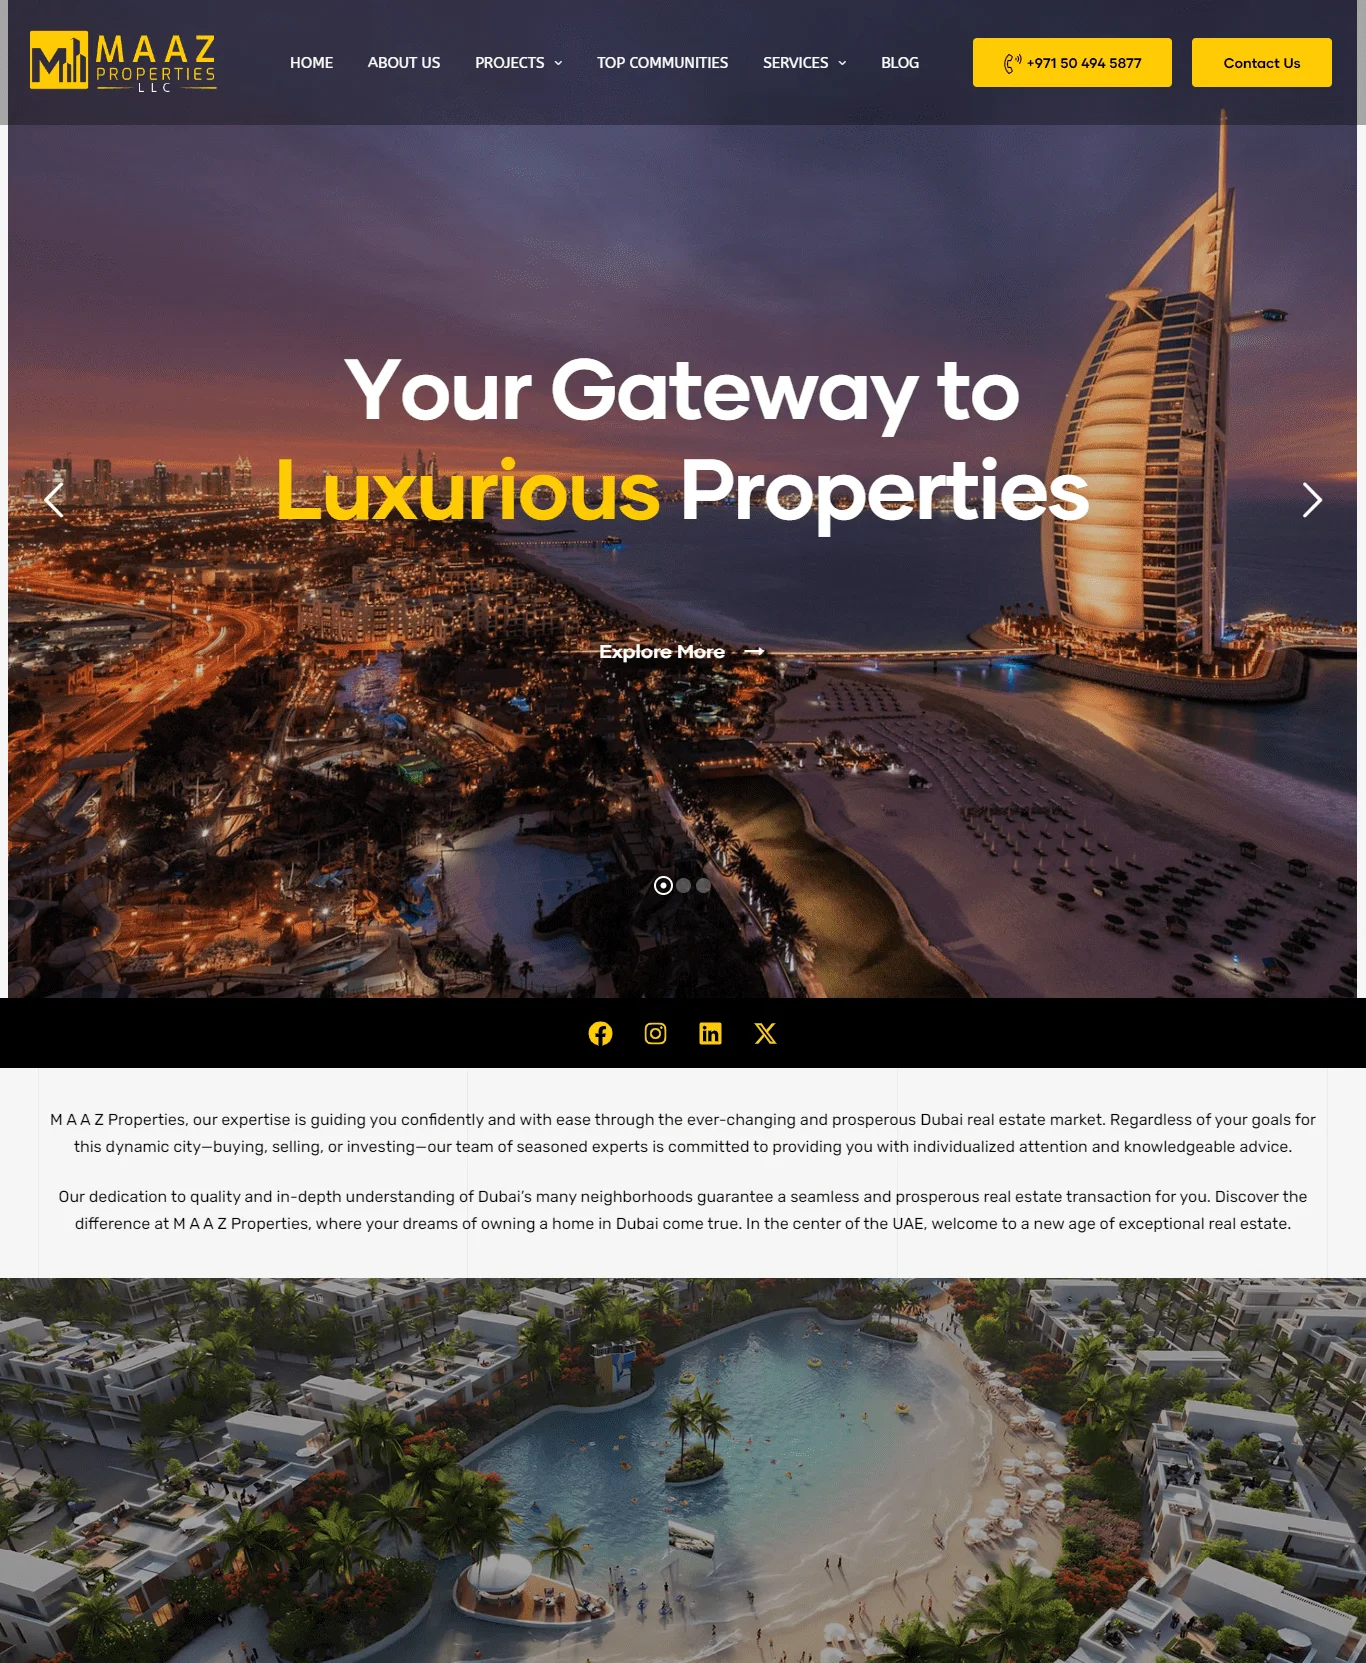 MAAZ
PROPERTIES
LLC
HOME ABOUT US PROJECTS TOP COMMUNITIES SERVICES BLOG
+971 50 494 5877
Contact Us
Your Gateway to
Luxurious Properties
Explore More
M A A Z Properties, our expertise is guiding you confidently and with ease through the ever-changing and prosperous Dubai real estate market. Regardless of your goals for
this dynamic city—buying, selling, or investing—our team of seasoned experts is committed to providing you with individualized attention and knowledgeable advice.
Our dedication to quality and in-depth understanding of Dubai’s many neighborhoods guarantee a seamless and prosperous real estate transaction for you. Discover the
difference at M A A Z Properties, where your dreams of owning a home in Dubai come true. In the center of the UAE, welcome to a new age of exceptional real estate.